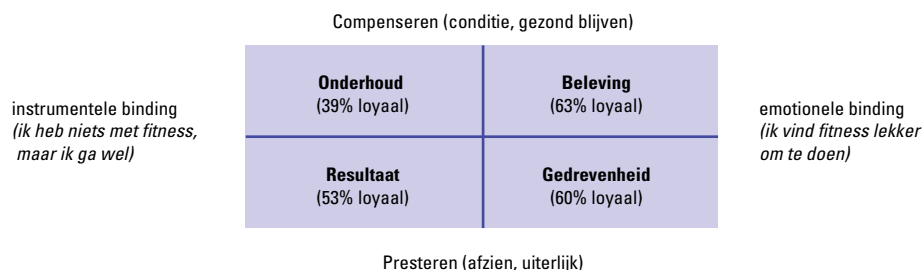 Compenseren (conditie, gezond blijven)
Onderhoud
(39% loyaal)
Beleving
(63% loyaal)
instrumentele binding
(ik heb niets met fitness,
maar ik ga wel)
emotionele binding
(ik vind fitness lekker
om te doen)
Resultaat
(53% loyaal)
Gedrevenheid
(60% loyaal)
Presteren (afzien, uiterlijk)